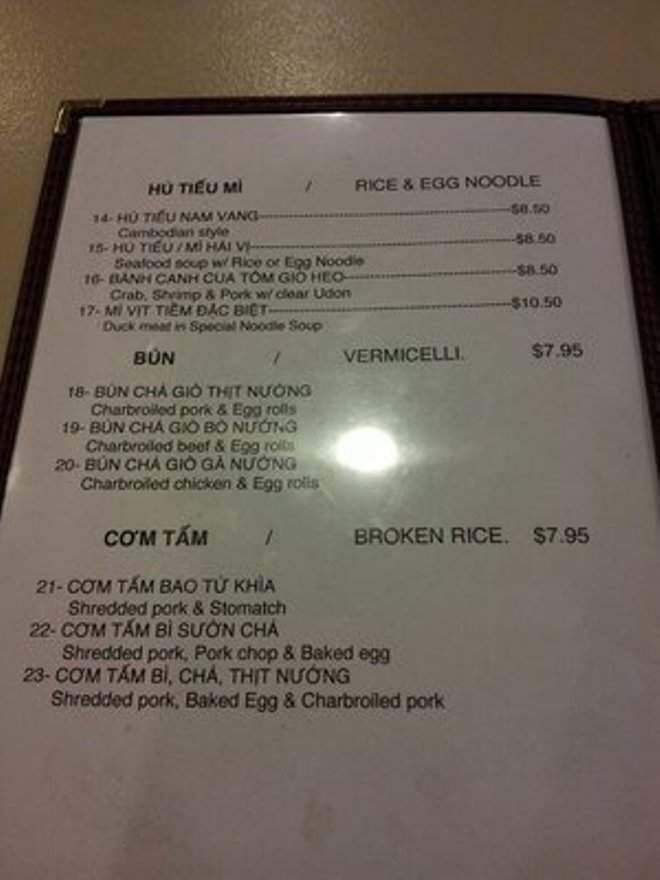 HỦ TIẾU MÌ / RICE & EGG NOODLE
14- HỦ TIẾU NAM VANG $8.50
Cambodian style
15- HỦ TIẾU / MÌ HẢI VỊ $8.50
Seafood soup w/ Rice or Egg Noodle
16- BÁNH CANH CUA TÔM GIÒ HEO $8.50
Crab, Shrimp & Pork w/ clear Udon
17- MÌ VỊT TIỀM ĐẶC BIỆT $10.50
Duck meat in Special Noodle Soup
BÚN / VERMICELLI. $7.95
18- BÚN CHẢ GIÒ THỊT NƯỚNG
Charbroiled pork & Egg rolls
19- BÚN CHẢ GIÒ BÒ NƯỚNG
Charbroiled beef & Egg rolls
20- BÚN CHẢ GIÒ GÀ NƯỚNG
Charbroiled chicken & Egg rolls
CƠM TẤM / BROKEN RICE. $7.95
21- CƠM TẤM BAO TỬ KHÌA
Shredded pork & Stomatch
22- CƠM TẤM BÌ SƯỜN CHẢ
Shredded pork, Pork chop & Baked egg
23- CƠM TẤM BÌ, CHẢ, THỊT NƯỚNG
Shredded pork, Baked Egg & Charbroiled pork